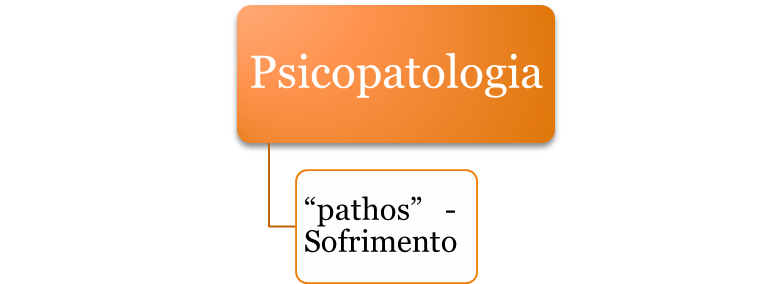 Psicopatologia
“pathos” -
Sofrimento